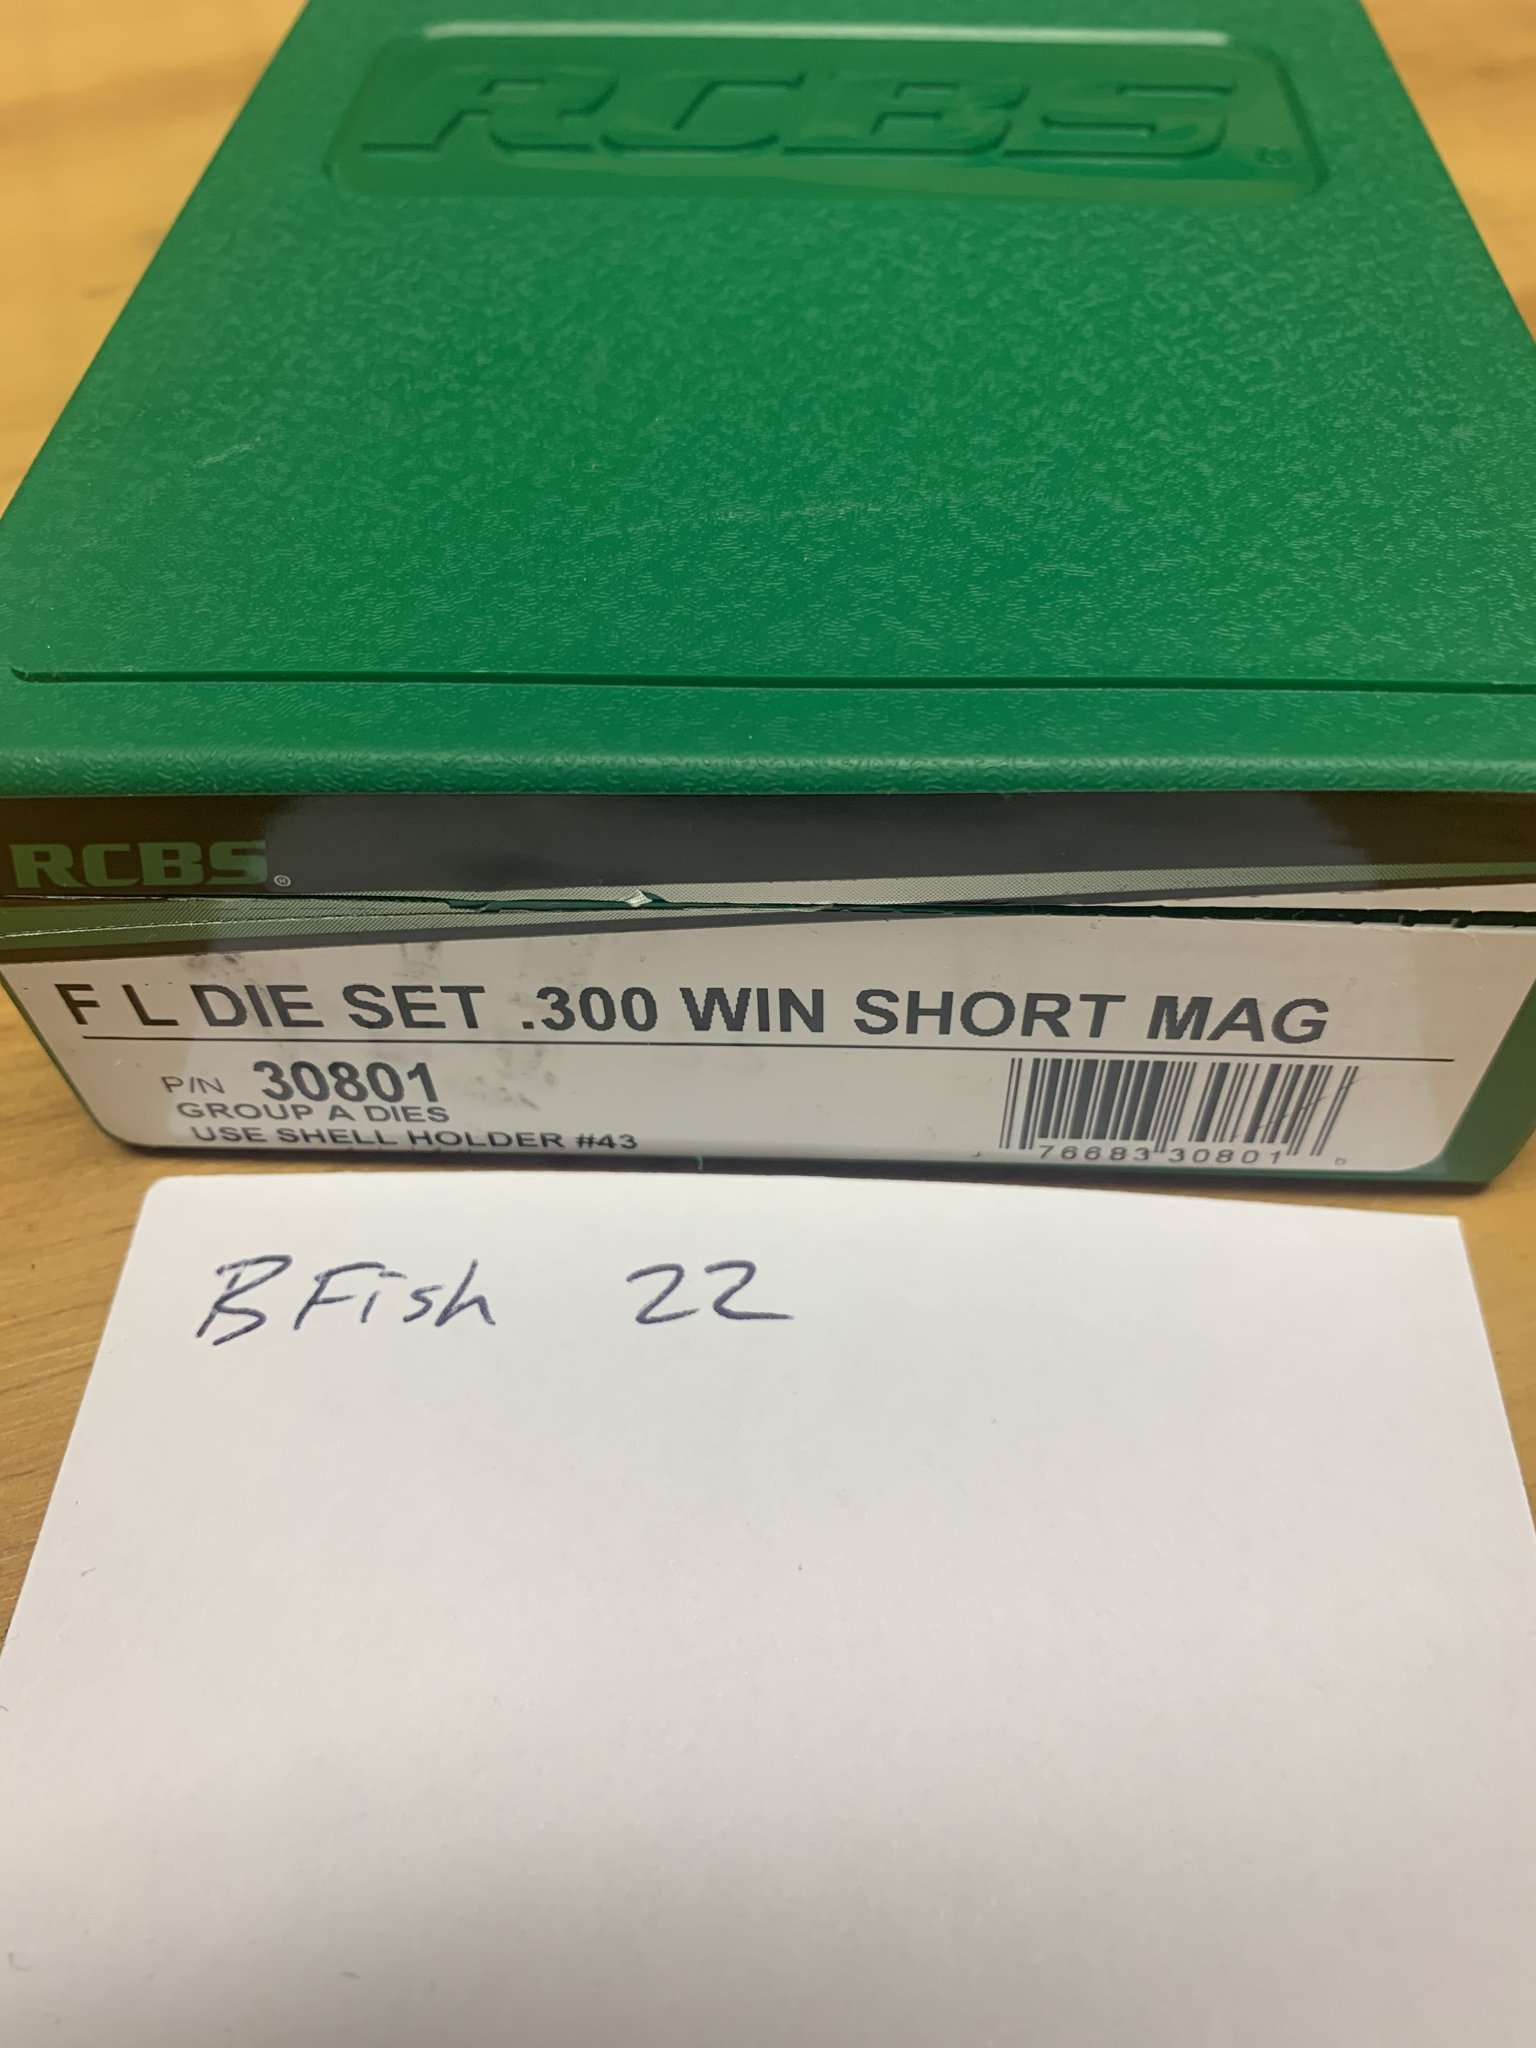 RCBS
RCBS®
F L DIE SET .300 WIN SHORT MAG
P/N 30801
GROUP A DIES
USE SHELL HOLDER #43
76683 30801
BFish 22